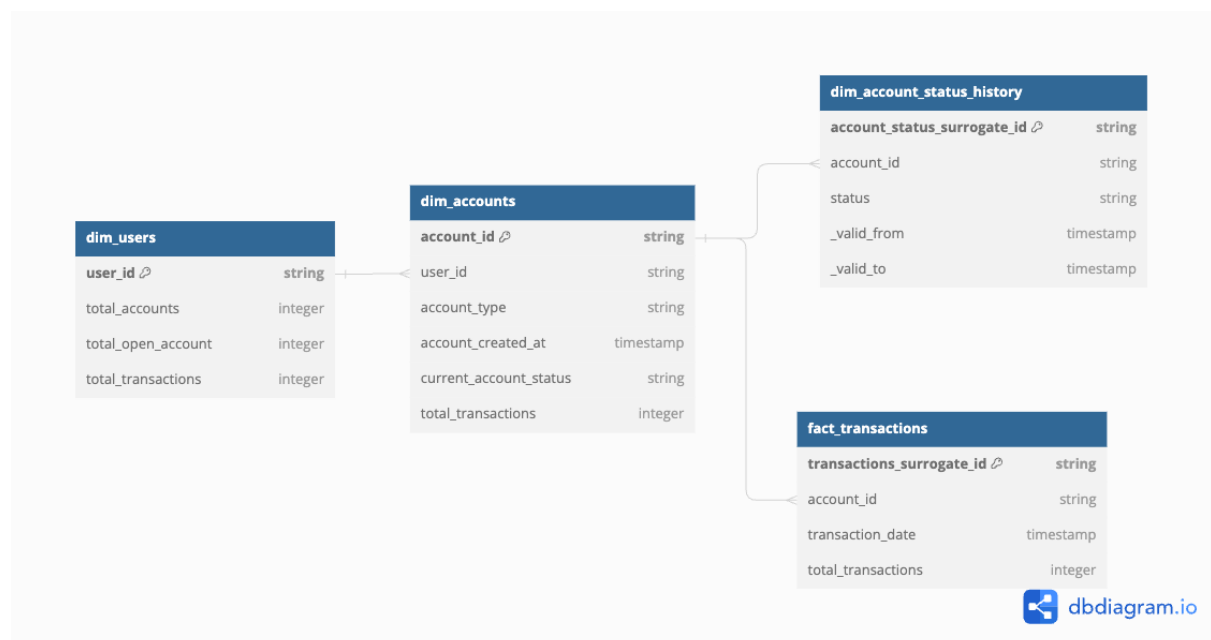 dim_users
user_id string
total_accounts integer
total_open_account integer
total_transactions integer
dim_accounts
account_id string
user_id string
account_type string
account_created_at timestamp
current_account_status string
total_transactions integer
dim_account_status_history
account_status_surrogate_id string
account_id string
status string
_valid_from timestamp
_valid_to timestamp
fact_transactions
transactions_surrogate_id string
account_id string
transaction_date timestamp
total_transactions integer
dbdiagram.io